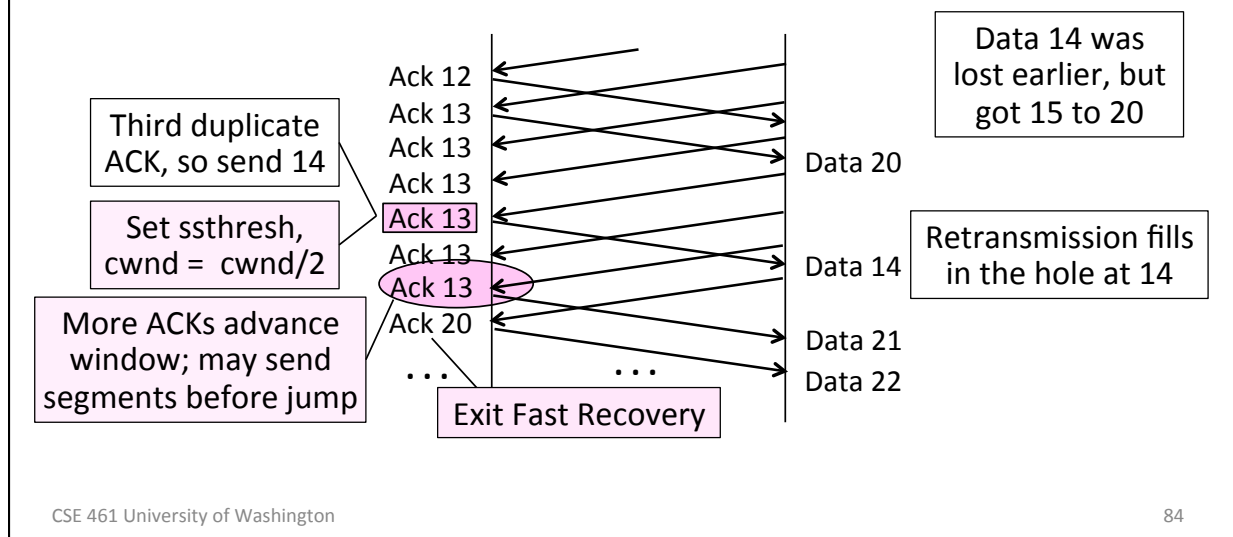 Data 14 was
lost earlier, but
got 15 to 20
Third duplicate
ACK, so send 14
Set ssthresh,
cwnd = cwnd/2
More ACKs advance
window; may send
segments before jump
Ack 12
Ack 13
Ack 13
Ack 13
Ack 13
Ack 13
Ack 13
Ack 20
. . .
. . .
Exit Fast Recovery
Data 20
Data 14
Data 21
Data 22
Retransmission fills
in the hole at 14
CSE 461 University of Washington
84